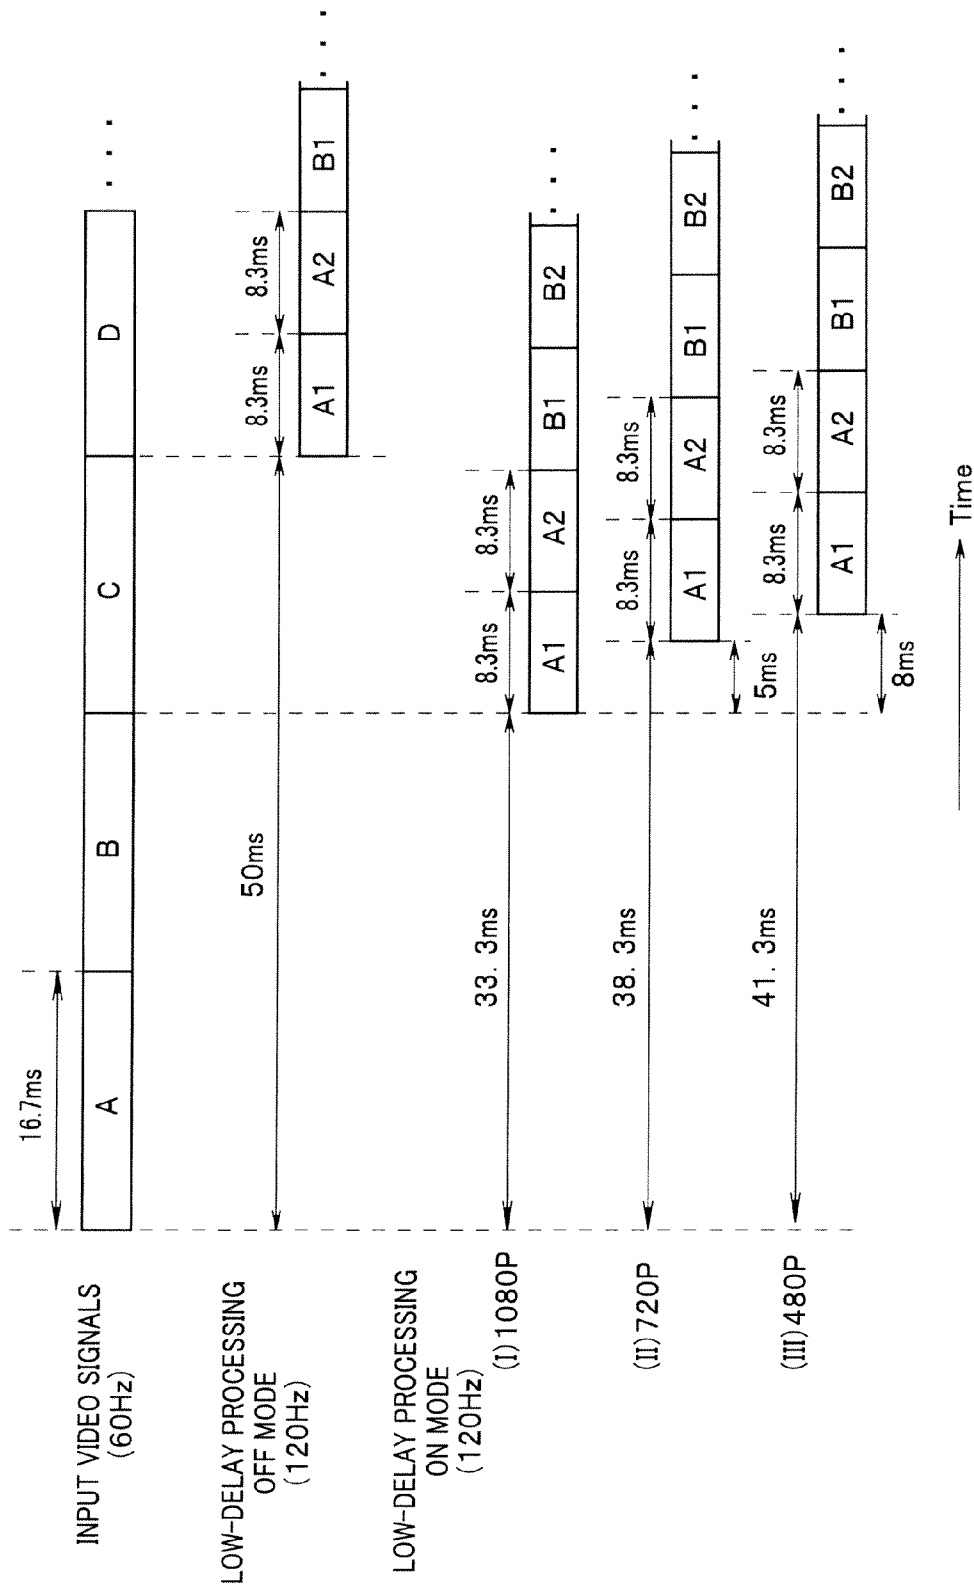 INPUT VIDEO SIGNALS
(60Hz)
16.7ms
A
B
C
D
. . .
LOW-DELAY PROCESSING
OFF MODE
(120Hz)
50ms
8.3ms
8.3ms
A1
A2
B1
. . .
LOW-DELAY PROCESSING
ON MODE
(120Hz)
(I)1080P
33. 3ms
8.3ms
8.3ms
A1
A2
B1
B2
. . .
(II)720P
38. 3ms
8.3ms
8.3ms
A1
A2
B1
B2
. . .
5ms
(III)480P
41. 3ms
8.3ms
8.3ms
A1
A2
B1
B2
. . .
8ms
Time